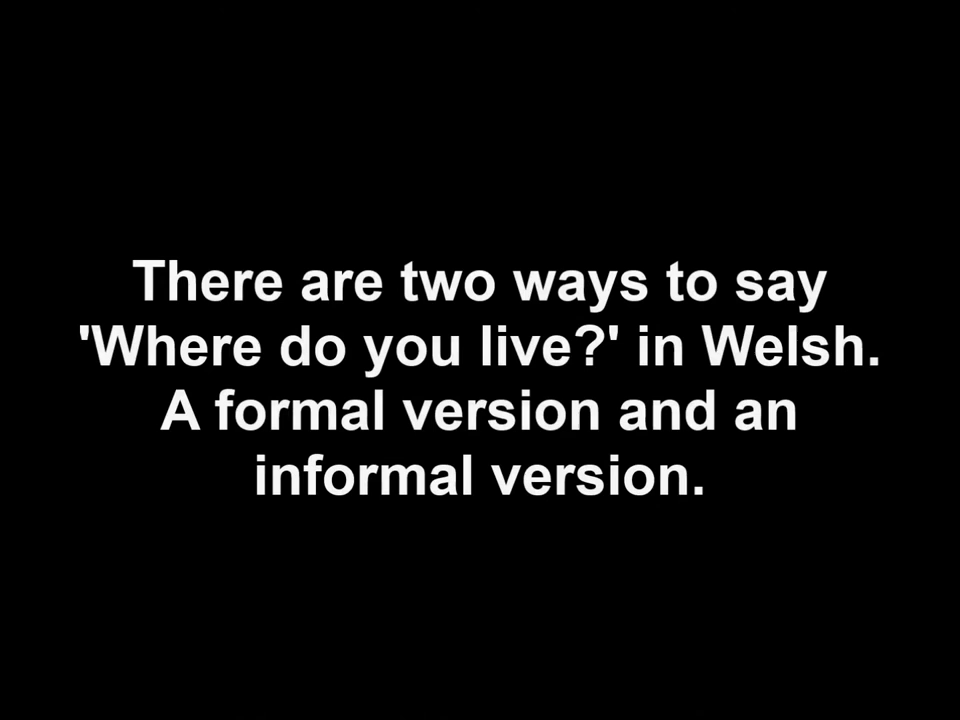 There are two ways to say
'Where do you live?' in Welsh.
A formal version and an
informal version.